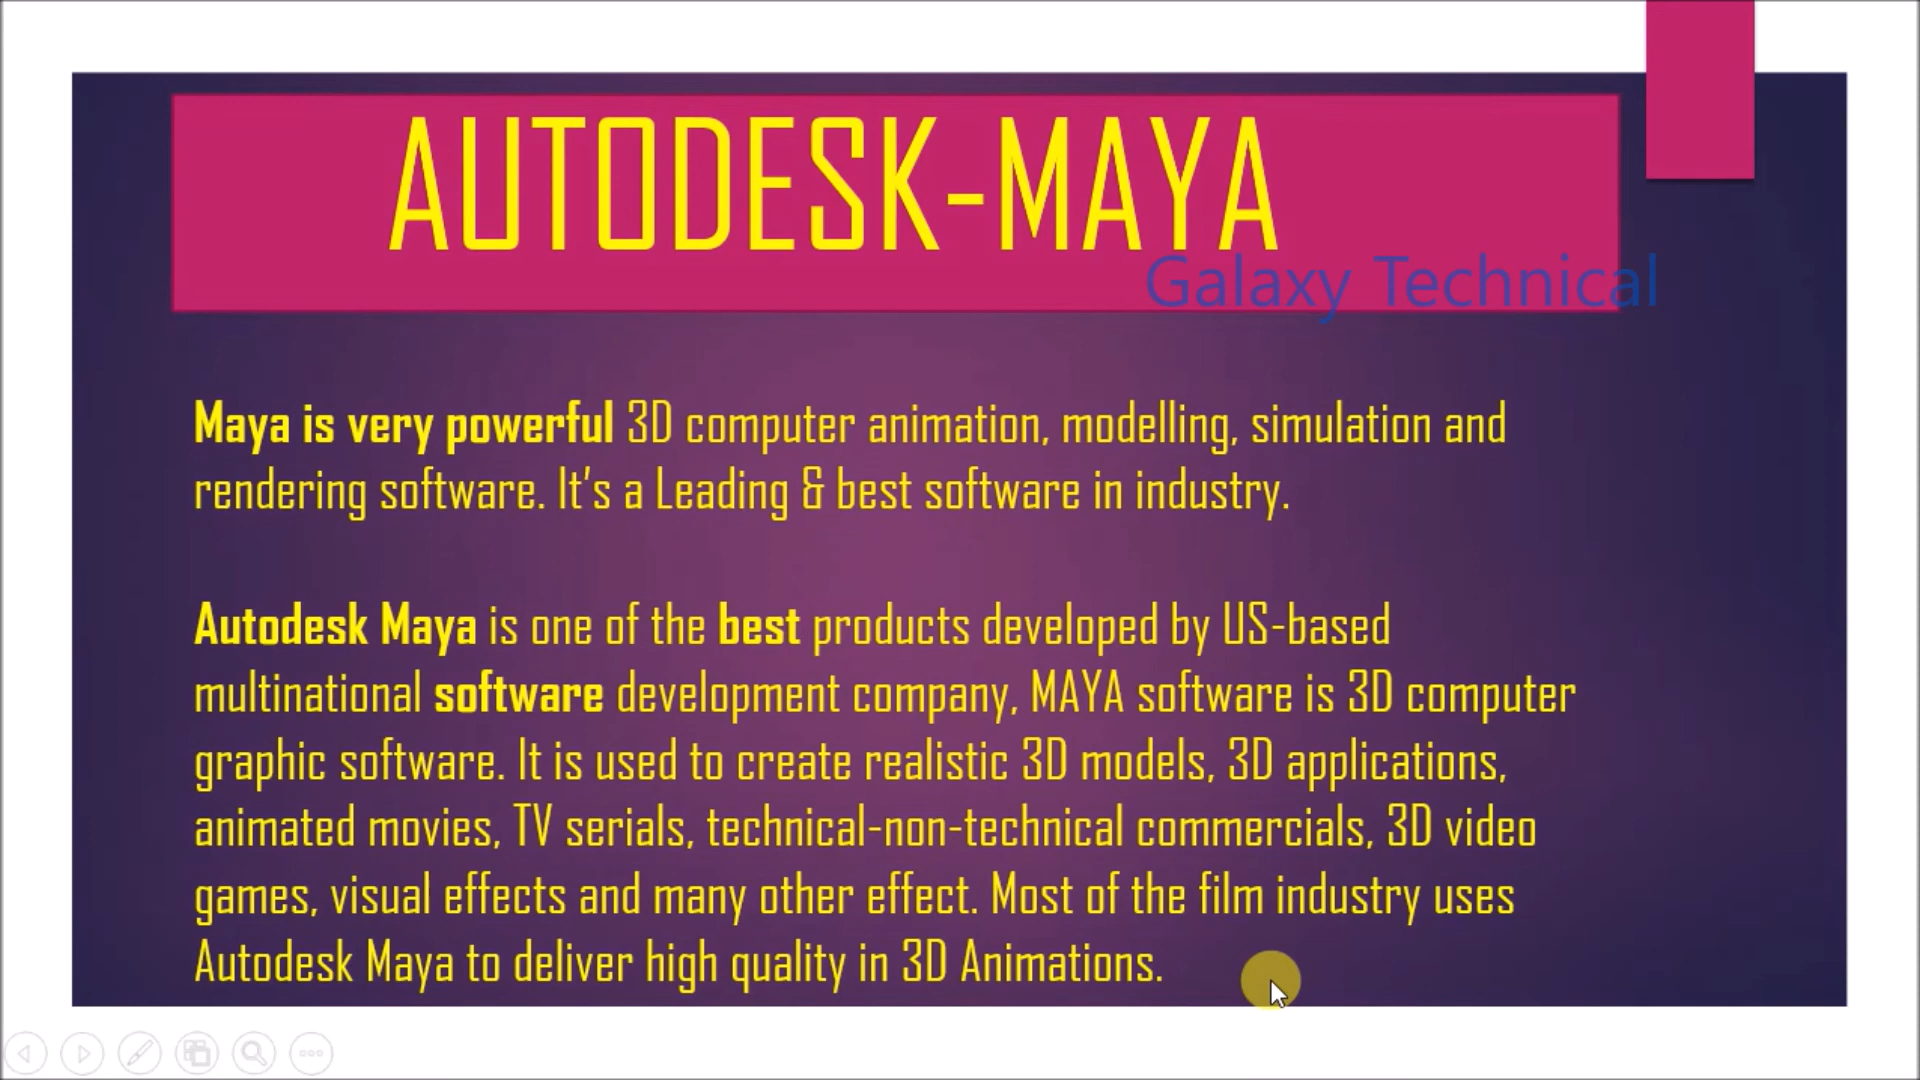 AUTODESK-MAYA
Galaxy Technical
Maya is very powerful 3D computer animation, modelling, simulation and
rendering software. It's a Leading & best software in industry.
Autodesk Maya is one of the best products developed by US-based
multinational software development company, MAYA software is 3D computer
graphic software. It is used to create realistic 3D models, 3D applications,
animated movies, TV serials, technical-non-technical commercials, 3D video
games, visual effects and many other effect. Most of the film industry uses
Autodesk Maya to deliver high quality in 3D Animations.